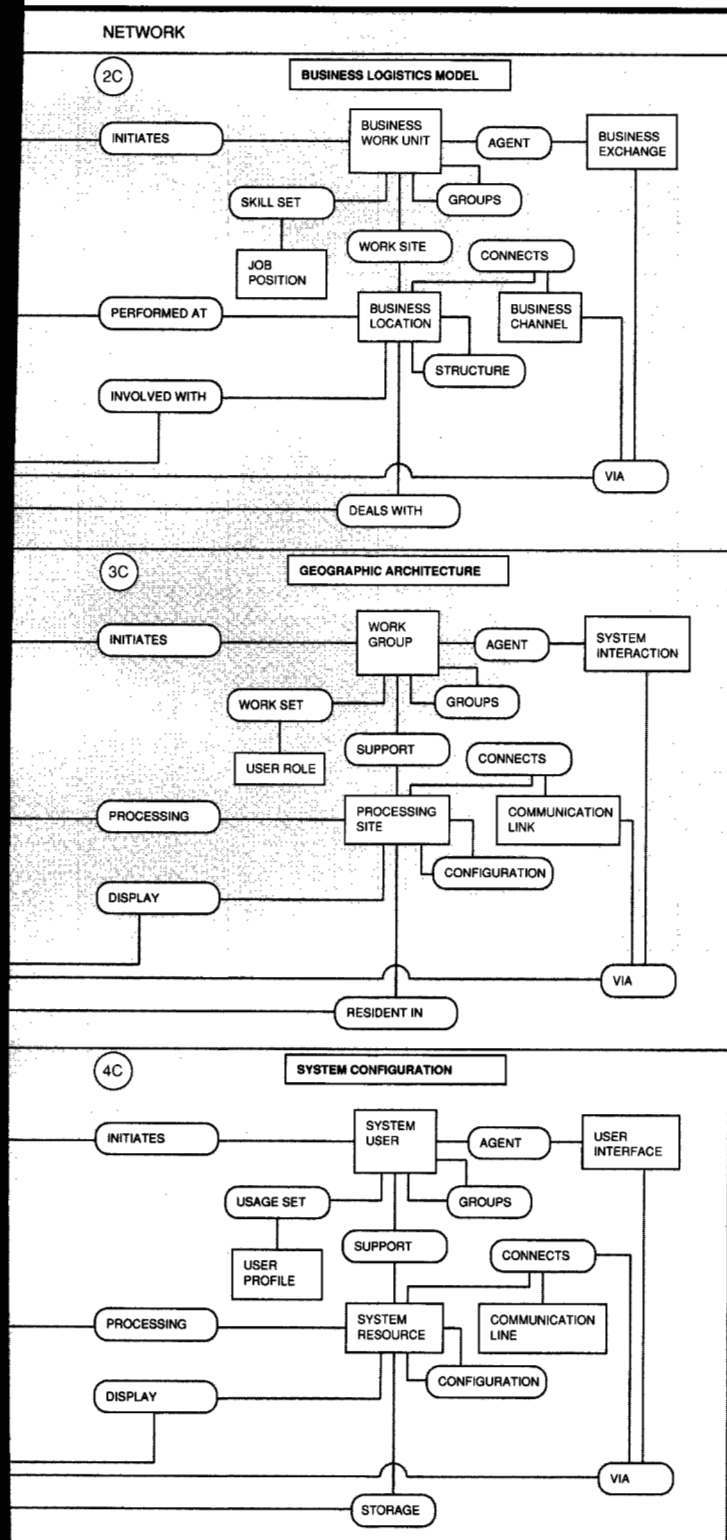 NETWORK
2C
BUSINESS LOGISTICS MODEL
INITIATES
BUSINESS
WORK UNIT
AGENT
BUSINESS
EXCHANGE
SKILL SET
GROUPS
JOB
POSITION
WORK SITE
CONNECTS
PERFORMED AT
BUSINESS
LOCATION
BUSINESS
CHANNEL
STRUCTURE
INVOLVED WITH
VIA
DEALS WITH
3C
GEOGRAPHIC ARCHITECTURE
INITIATES
WORK
GROUP
AGENT
SYSTEM
INTERACTION
WORK SET
GROUPS
USER ROLE
SUPPORT
CONNECTS
PROCESSING
PROCESSING
SITE
COMMUNICATION
LINK
CONFIGURATION
DISPLAY
VIA
RESIDENT IN
4C
SYSTEM CONFIGURATION
INITIATES
SYSTEM
USER
AGENT
USER
INTERFACE
USAGE SET
GROUPS
USER
PROFILE
SUPPORT
CONNECTS
PROCESSING
SYSTEM
RESOURCE
COMMUNICATION
LINE
CONFIGURATION
DISPLAY
VIA
STORAGE